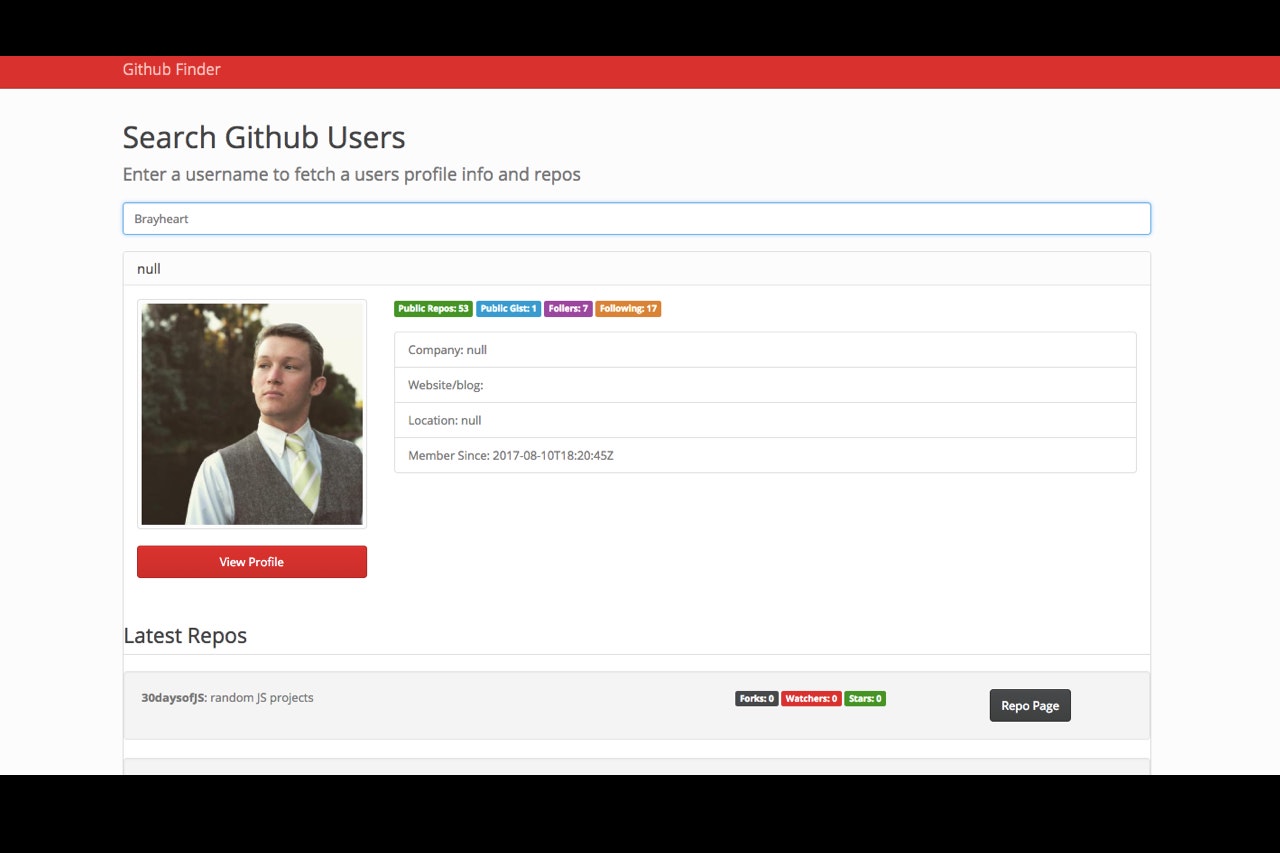 Github Finder
Search Github Users
Enter a username to fetch a users profile info and repos
Brayheart
null
Public Repos: 53 Public Gist: 1 Follers: 7 Following: 17
Company: null
Website/blog:
Location: null
Member Since: 2017-08-10T18:20:45Z
View Profile
Latest Repos
30daysofJS: random JS projects Forks: 0 Watchers: 0 Stars: 0 Repo Page